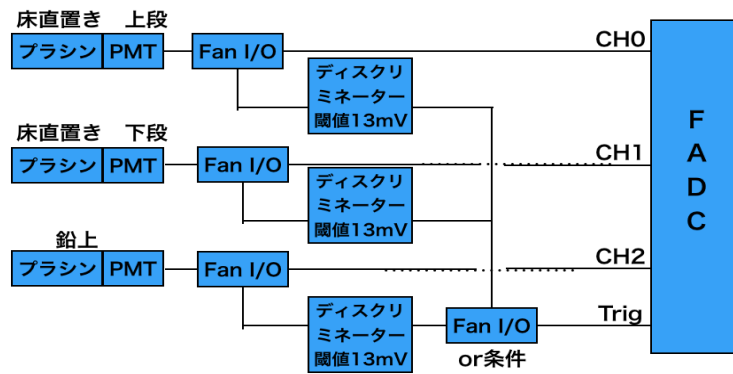 床直置き 上段
プラシン PMT
Fan I/O
CH0
ディスクリ
ミネーター
閾値13mV
床直置き 下段
プラシン PMT
Fan I/O
CH1
ディスクリ
ミネーター
閾値13mV
鉛上
プラシン PMT
Fan I/O
CH2
ディスクリ
ミネーター
閾値13mV
Fan I/O
or条件
Trig
F
A
D
C